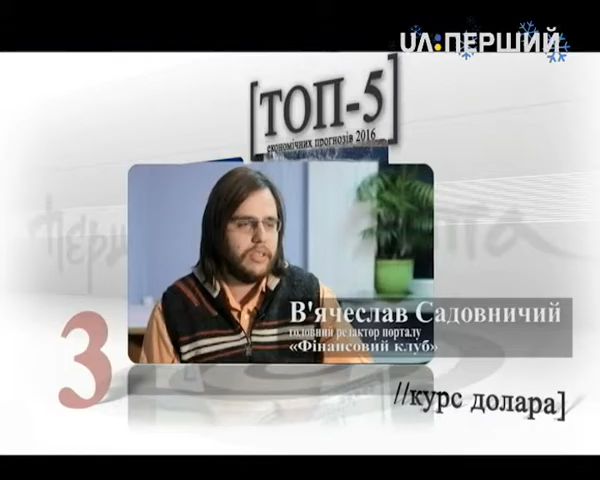 UA:ПЕРШИЙ
[ТОП-5]
економічних прогнозів 2016
В'ячеслав Садовничий
головний редактор порталу
«Фінансовий клуб»
3
//курс долара]